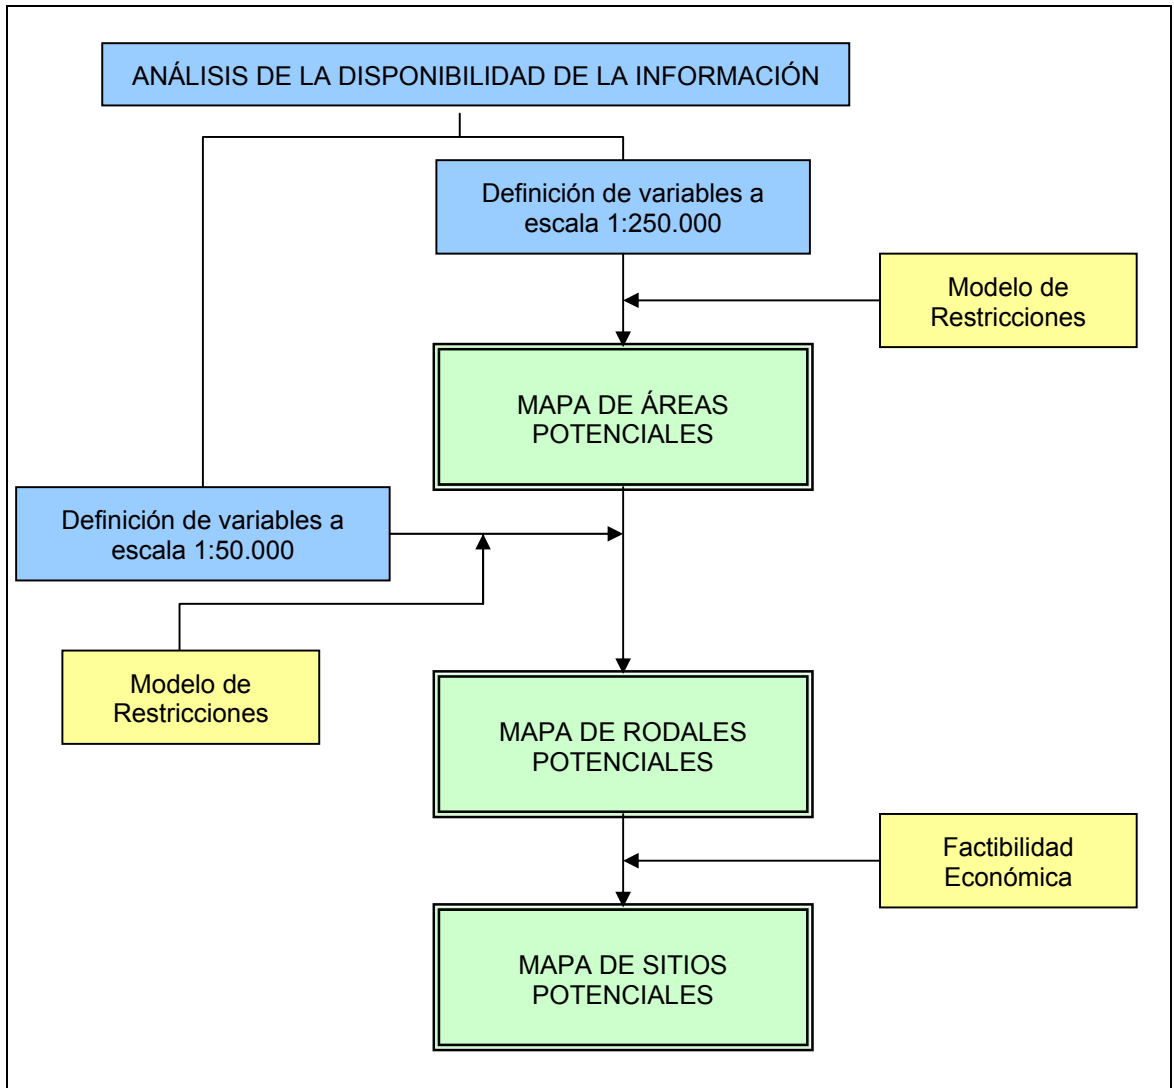 ANÁLISIS DE LA DISPONIBILIDAD DE LA INFORMACIÓN
Definición de variables a
escala 1:250.000
Modelo de
Restricciones
MAPA DE ÁREAS
POTENCIALES
Definición de variables a
escala 1:50.000
Modelo de
Restricciones
MAPA DE RODALES
POTENCIALES
Factibilidad
Económica
MAPA DE SITIOS
POTENCIALES